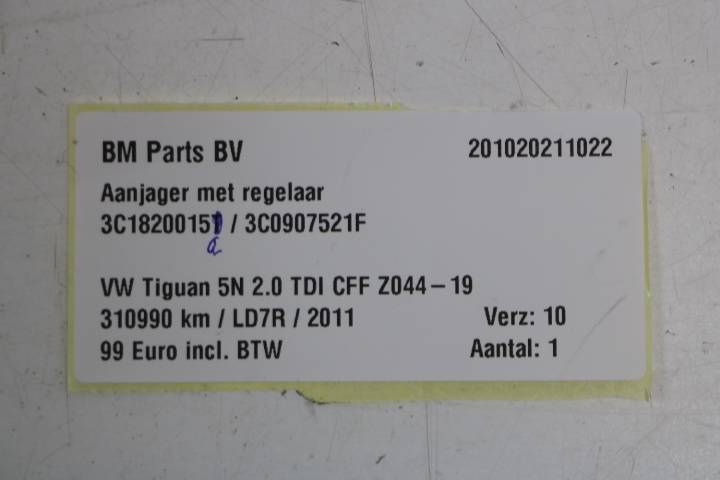 BM Parts BV 201020211022
Aanjager met regelaar
3C1820015 / 3C0907521F
a
VW Tiguan 5N 2.0 TDI CFF Z044-19
310990 km / LD7R / 2011 Verz: 10
99 Euro incl. BTW Aantal: 1